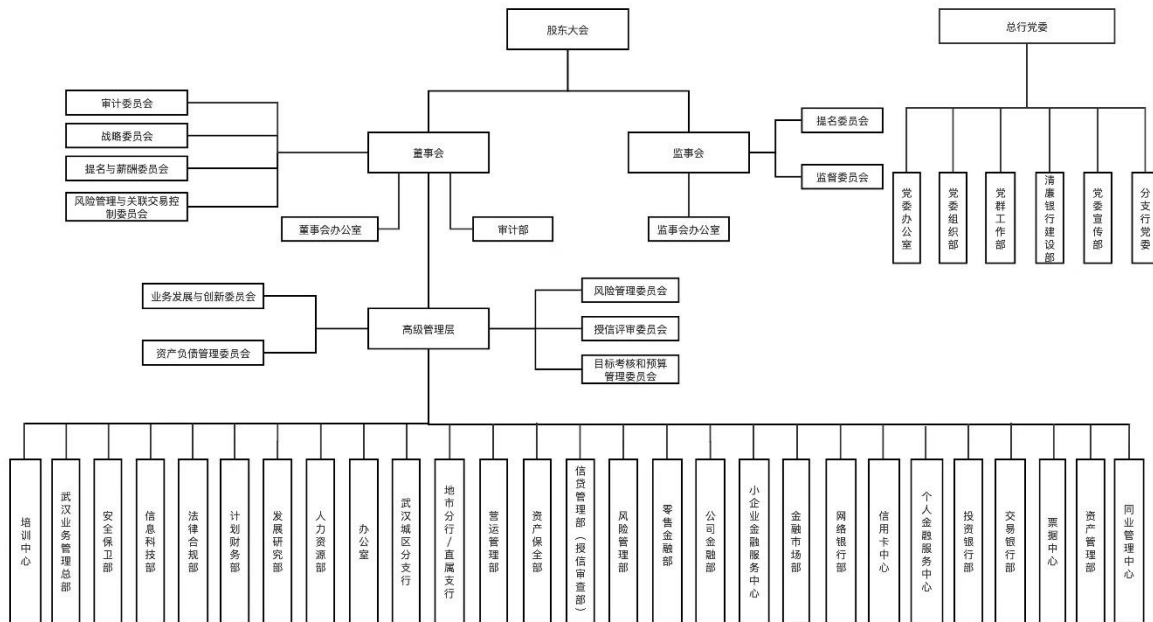 股东大会
总行党委
审计委员会
战略委员会
提名与薪酬委员会
风险管理与关联交易控
制委员会
董事会
监事会
提名委员会
监督委员会
董事会办公室
审计部
监事会办公室
党委办公室
党委组织部
党群工作部
清廉银行建设部
党委宣传部
分支行党委
业务发展与创新委员会
资产负债管理委员会
高级管理层
风险管理委员会
授信评审委员会
目标考核和预算
管理委员会
培训中心
武汉业务管理总部
安全保卫部
信息科技部
法律合规部
计划财务部
发展研究部
人力资源部
办公室
武汉城区分支行
地市分行/直属支行
营运管理部
资产保全部
信贷管理部（授信审查部）
风险管理部
零售金融部
公司金融部
小企业金融服务中心
金融市场部
网络银行部
信用卡中心
个人金融服务中心
投资银行部
交易银行部
票据中心
资产管理部
同业管理中心